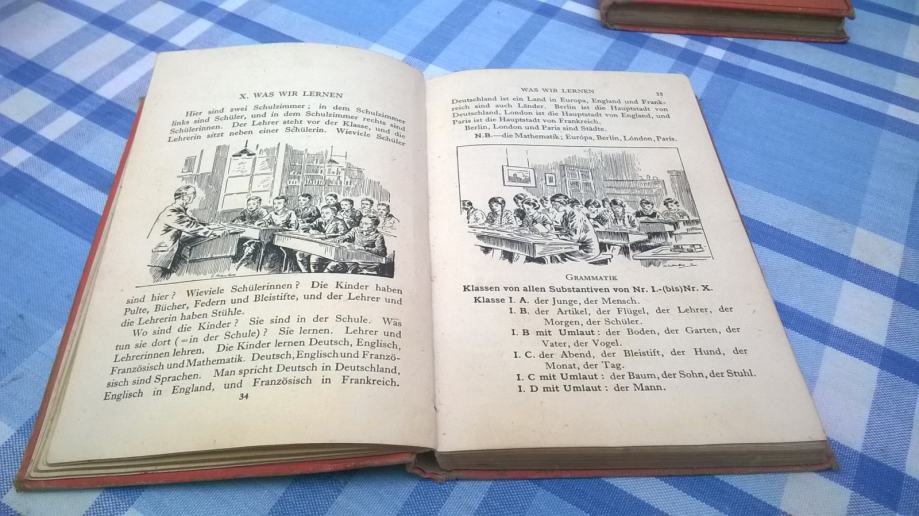 X. WAS WIR LERNEN
Hier sind zwei Schulzimmer; in dem Schulzimmer
links sind Schüler, und in dem Schulzimmer rechts sind
Schülerinnen. Der Lehrer steht vor der Klasse, und die
Lehrerin sitzt neben einer Schülerin. Wieviele Schüler
sind hier? Wieviele Schülerinnen? Die Kinder haben
Pulte, Bücher, Federn und Bleistifte, und der Lehrer und
die Lehrerin haben Stühle.
Wo sind die Kinder? Sie sind in der Schule. Was
tun sie dort (=in der Schule)? Sie lernen. Lehrer und
Lehrerinnen lehren. Die Kinder lernen Deutsch, Englisch,
Französisch und Mathematik. Deutsch, Englisch und Franzö-
sisch sind Sprachen. Man spricht Deutsch in Deutschland,
Englisch in England, und Französisch in Frankreich.
34
WAS WIR LERNEN 35
Deutschland ist ein Land in Europa, England und Frank-
reich sind auch Länder. Berlin ist die Hauptstadt von
Deutschland, London ist die Hauptstadt von England, und
Paris ist die Hauptstadt von Frankreich.
Berlin, London und Paris sind Städte.
N.B.—die Mathematik; Európa, Berlín, Lóndon, París.
GRAMMATIK
Klassen von allen Substantiven von Nr. I.-(bis)Nr. X.
Klasse I. A. der Junge, der Mensch.
I. B. der Artikel, der Flügel, der Lehrer, der
Morgen, der Schüler.
I. B mit Umlaut: der Boden, der Garten, der
Vater, der Vogel.
I. C. der Abend, der Bleistift, der Hund, der
Monat, der Tag.
I. C mit Umlaut: der Baum, der Sohn, der Stuhl.
I. D mit Umlaut: der Mann.